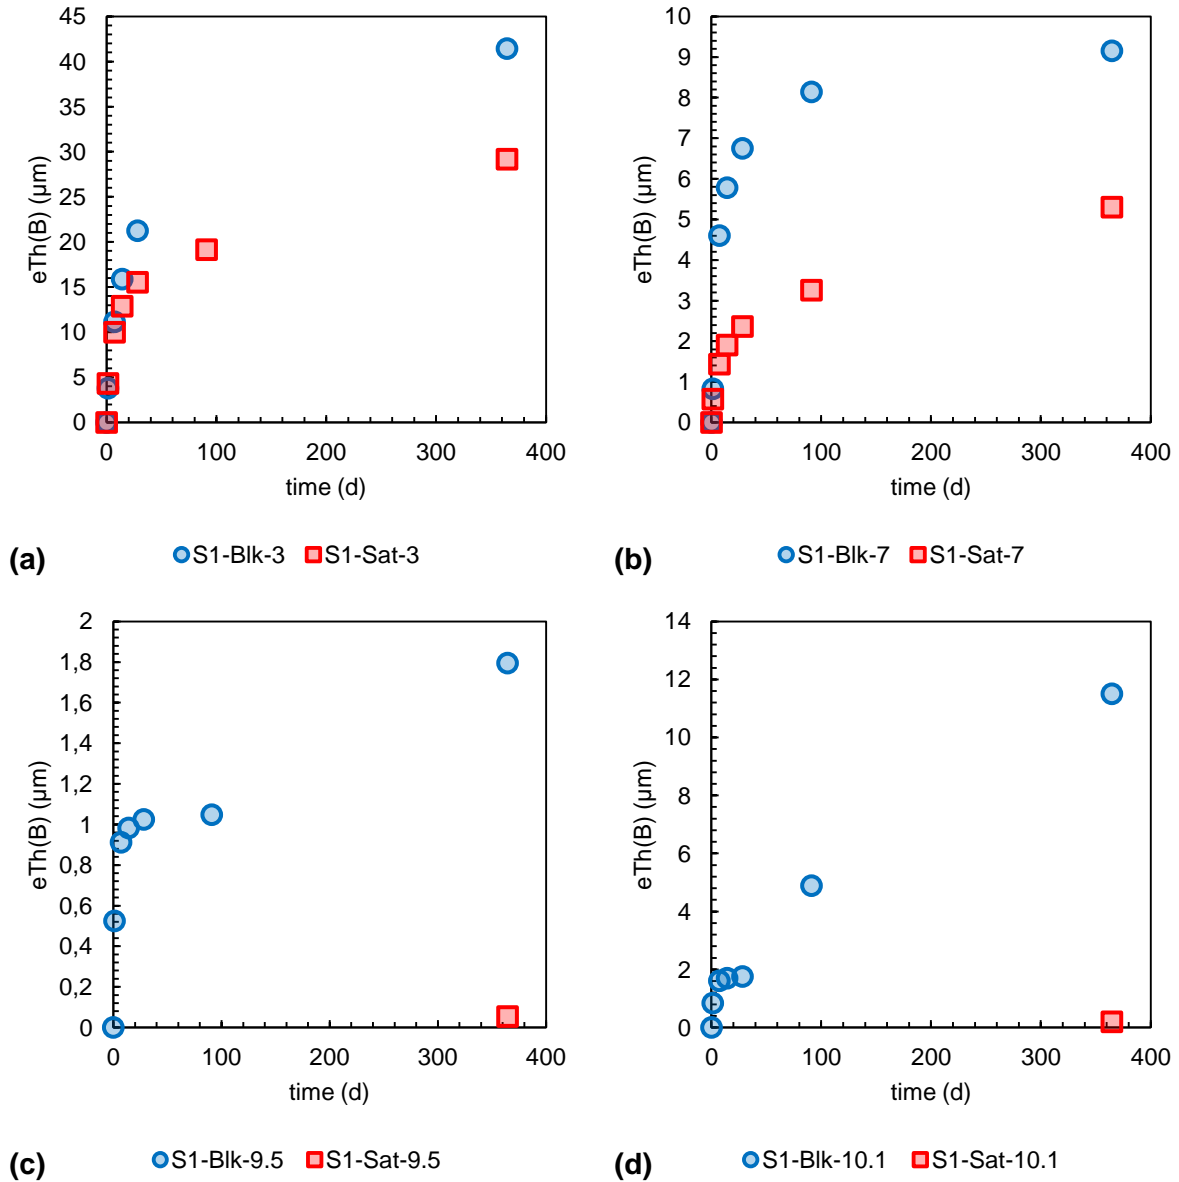 45
40
35
30
25
20
15
10
5
0
eTh(B) (μm)
0 100 200 300 400
time (d)
(a) S1-Blk-3 S1-Sat-3
10
9
8
7
6
5
4
3
2
1
0
eTh(B) (μm)
0 100 200 300 400
time (d)
(b) S1-Blk-7 S1-Sat-7
2
1,8
1,6
1,4
1,2
1
0,8
0,6
0,4
0,2
0
eTh(B) (μm)
0 100 200 300 400
time (d)
(c) S1-Blk-9.5 S1-Sat-9.5
14
12
10
8
6
4
2
0
eTh(B) (μm)
0 100 200 300 400
time (d)
(d) S1-Blk-10.1 S1-Sat-10.1